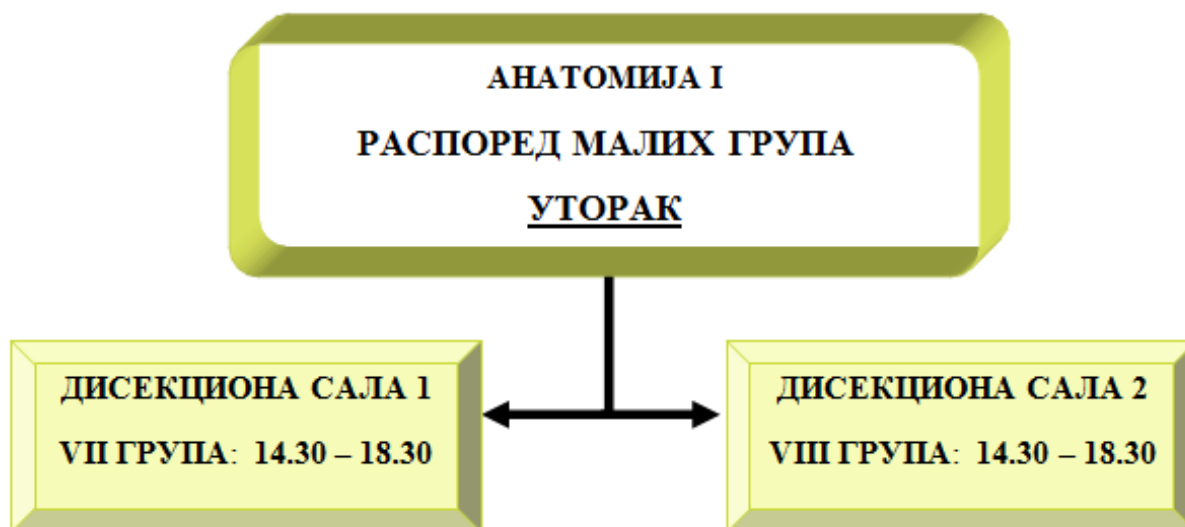 АНАТОМИЈА I
РАСПОРЕД МАЛИХ ГРУПА
УТОРАК
ДИСЕКЦИОНА САЛА 1
VII ГРУПА: 14.30 – 18.30
ДИСЕКЦИОНА САЛА 2
VIII ГРУПА: 14.30 – 18.30